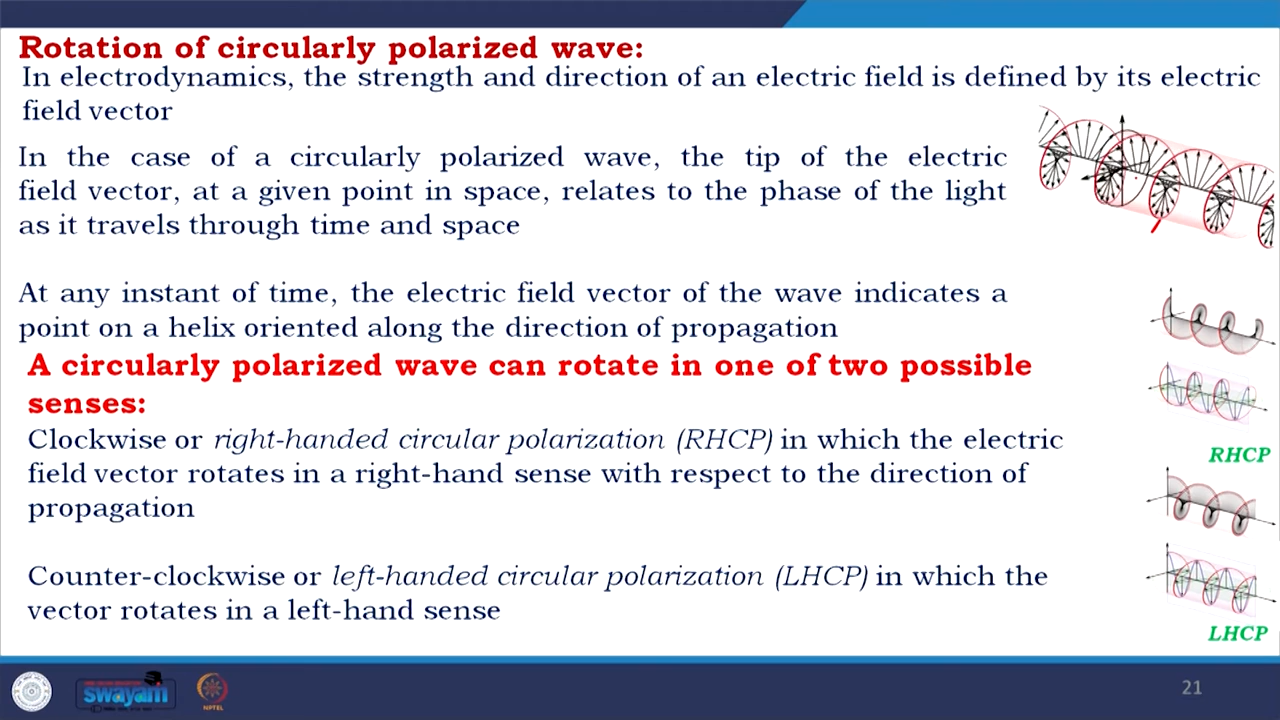 Rotation of circularly polarized wave:
In electrodynamics, the strength and direction of an electric field is defined by its electric
field vector
In the case of a circularly polarized wave, the tip of the electric
field vector, at a given point in space, relates to the phase of the light
as it travels through time and space
At any instant of time, the electric field vector of the wave indicates a
point on a helix oriented along the direction of propagation
A circularly polarized wave can rotate in one of two possible
senses:
Clockwise or right-handed circular polarization (RHCP) in which the electric
field vector rotates in a right-hand sense with respect to the direction of
propagation
RHCP
Counter-clockwise or left-handed circular polarization (LHCP) in which the
vector rotates in a left-hand sense
LHCP
swayam
NPTEL
21